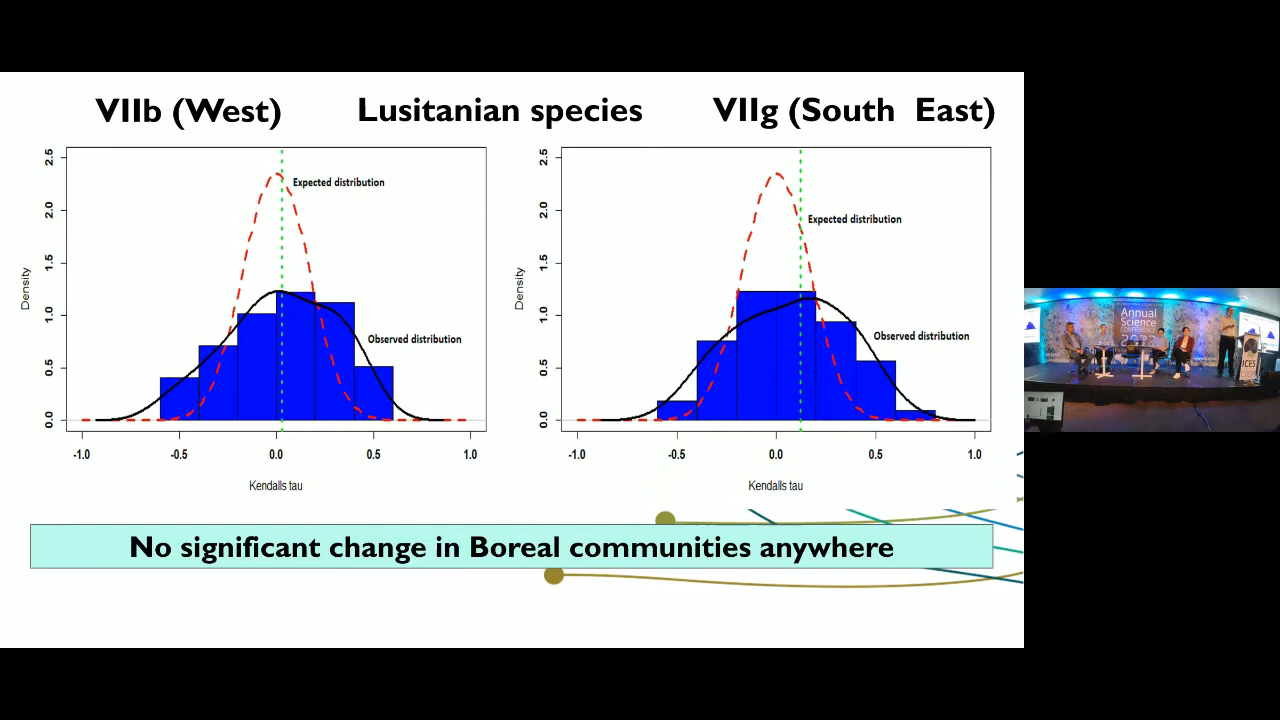 VIIb (West) Lusitanian species VIIg (South East)
2.5
2.0
1.5
1.0
0.5
0.0
Density
Expected distribution
Observed distribution
-1.0 -0.5 0.0 0.5 1.0
Kendalls tau
2.5
2.0
1.5
1.0
0.5
0.0
Density
Expected distribution
Observed distribution
-1.0 -0.5 0.0 0.5 1.0
Kendalls tau
No significant change in Boreal communities anywhere
Annual
Science
CONFERENCE
ICES